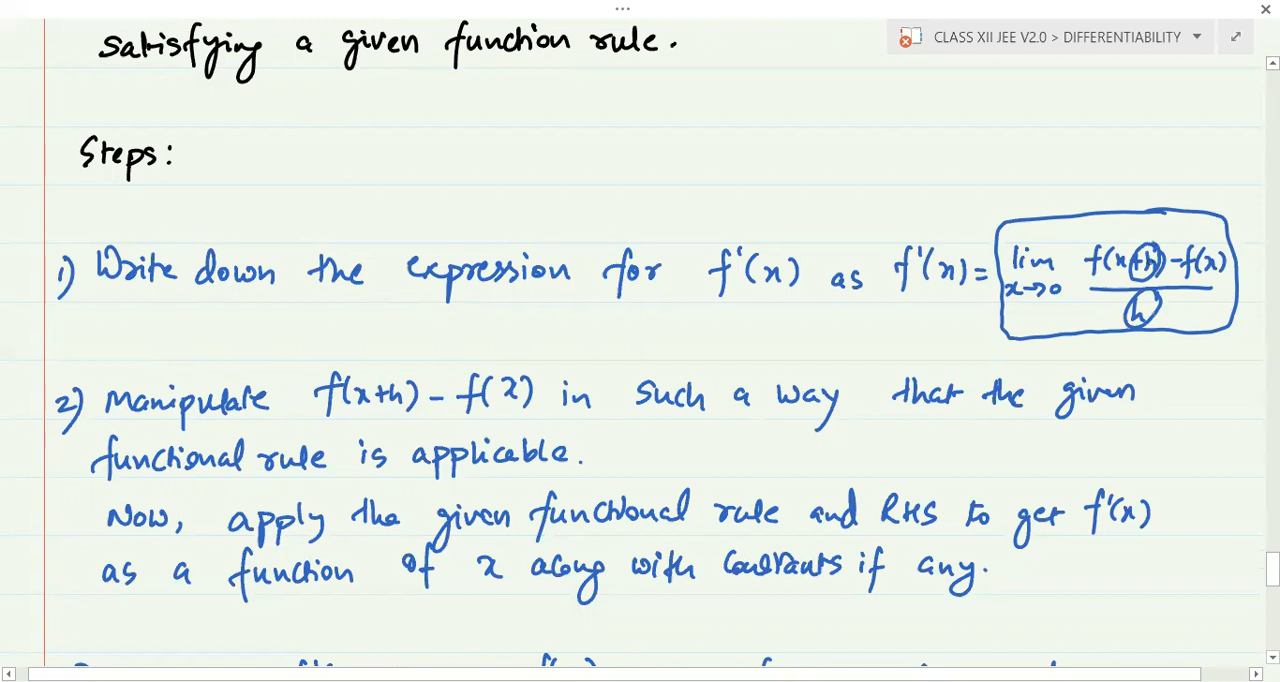 ...
CLASS XII JEE V2.0 > DIFFERENTIABILITY
satisfying a given function rule.
Steps:
1) Write down the expression for f'(x) as f'(x) = lim x→0 f(x+h) - f(x) / h
2) Manipulate f(x+h) - f(x) in such a way that the given
functional rule is applicable.
Now, apply the given functional rule and RHS to get f'(x)
as a function of x along with constants if any.